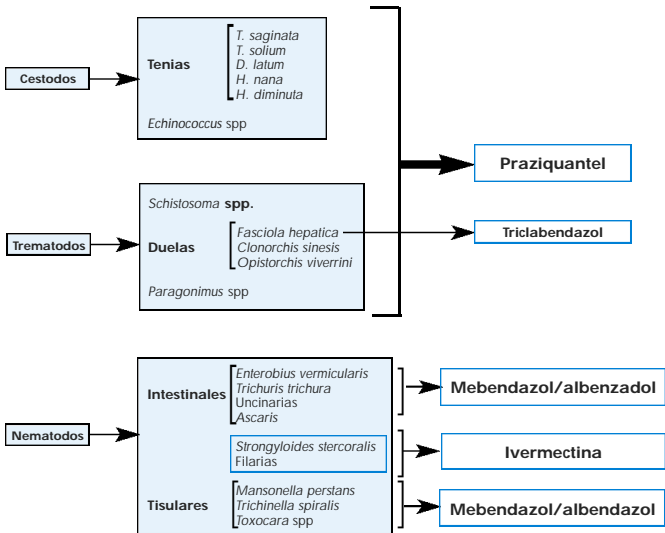 Cestodos
Tenias
T. saginata
T. solium
D. latum
H. nana
H. diminuta
Echinococcus spp
Praziquantel
Trematodos
Schistosoma spp.
Duelas
Fasciola hepatica
Clonorchis sinesis
Opistorchis viverrini
Paragonimus spp
Triclabendazol
Nematodos
Intestinales
Enterobius vermicularis
Trichuris trichura
Uncinarias
Ascaris
Mebendazol/albenzadol
Strongyloides stercoralis
Filarias
Ivermectina
Tisulares
Mansonella perstans
Trichinella spiralis
Toxocara spp
Mebendazol/albendazol